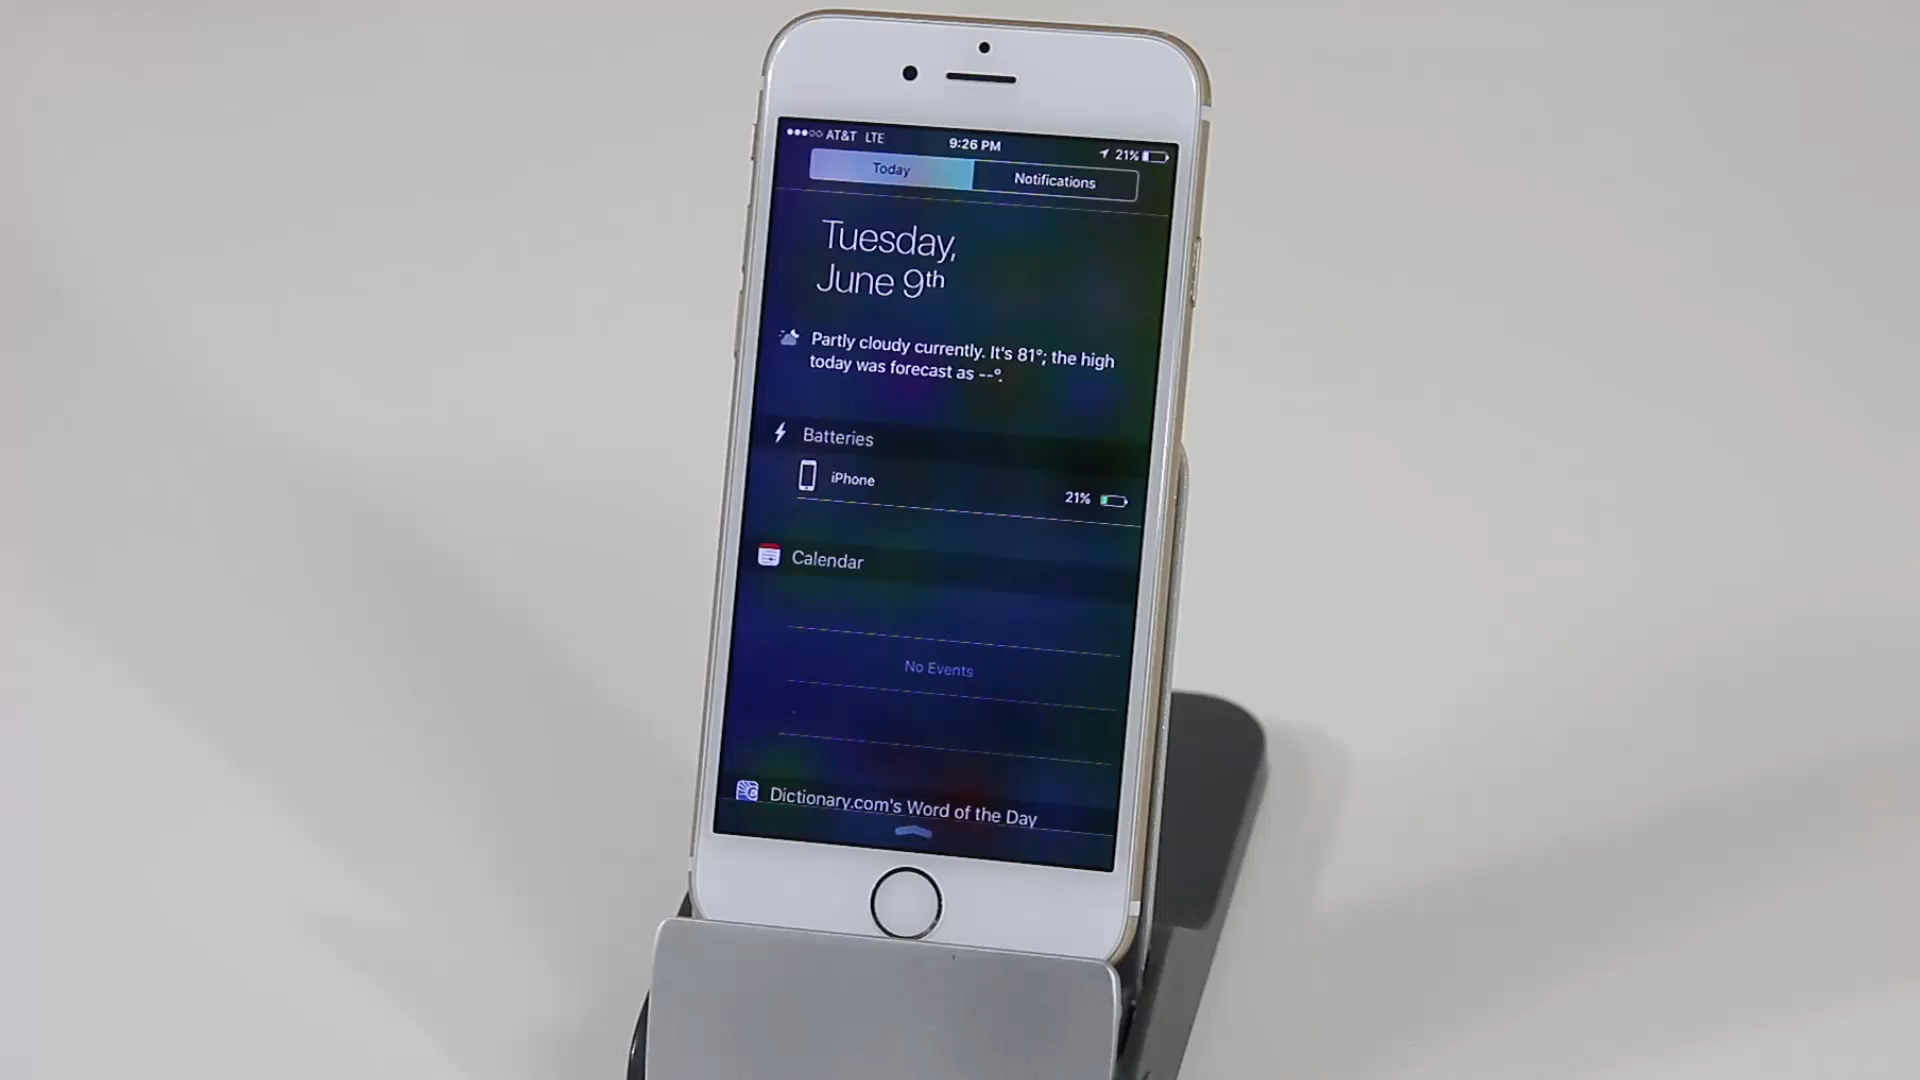 AT&T LTE 9:26 PM 21%
Today Notifications
Tuesday,
June 9th
Partly cloudy currently. It's 81°; the high
today was forecast as --°.
Batteries
iPhone 21%
Calendar
No Events
Dictionary.com's Word of the Day